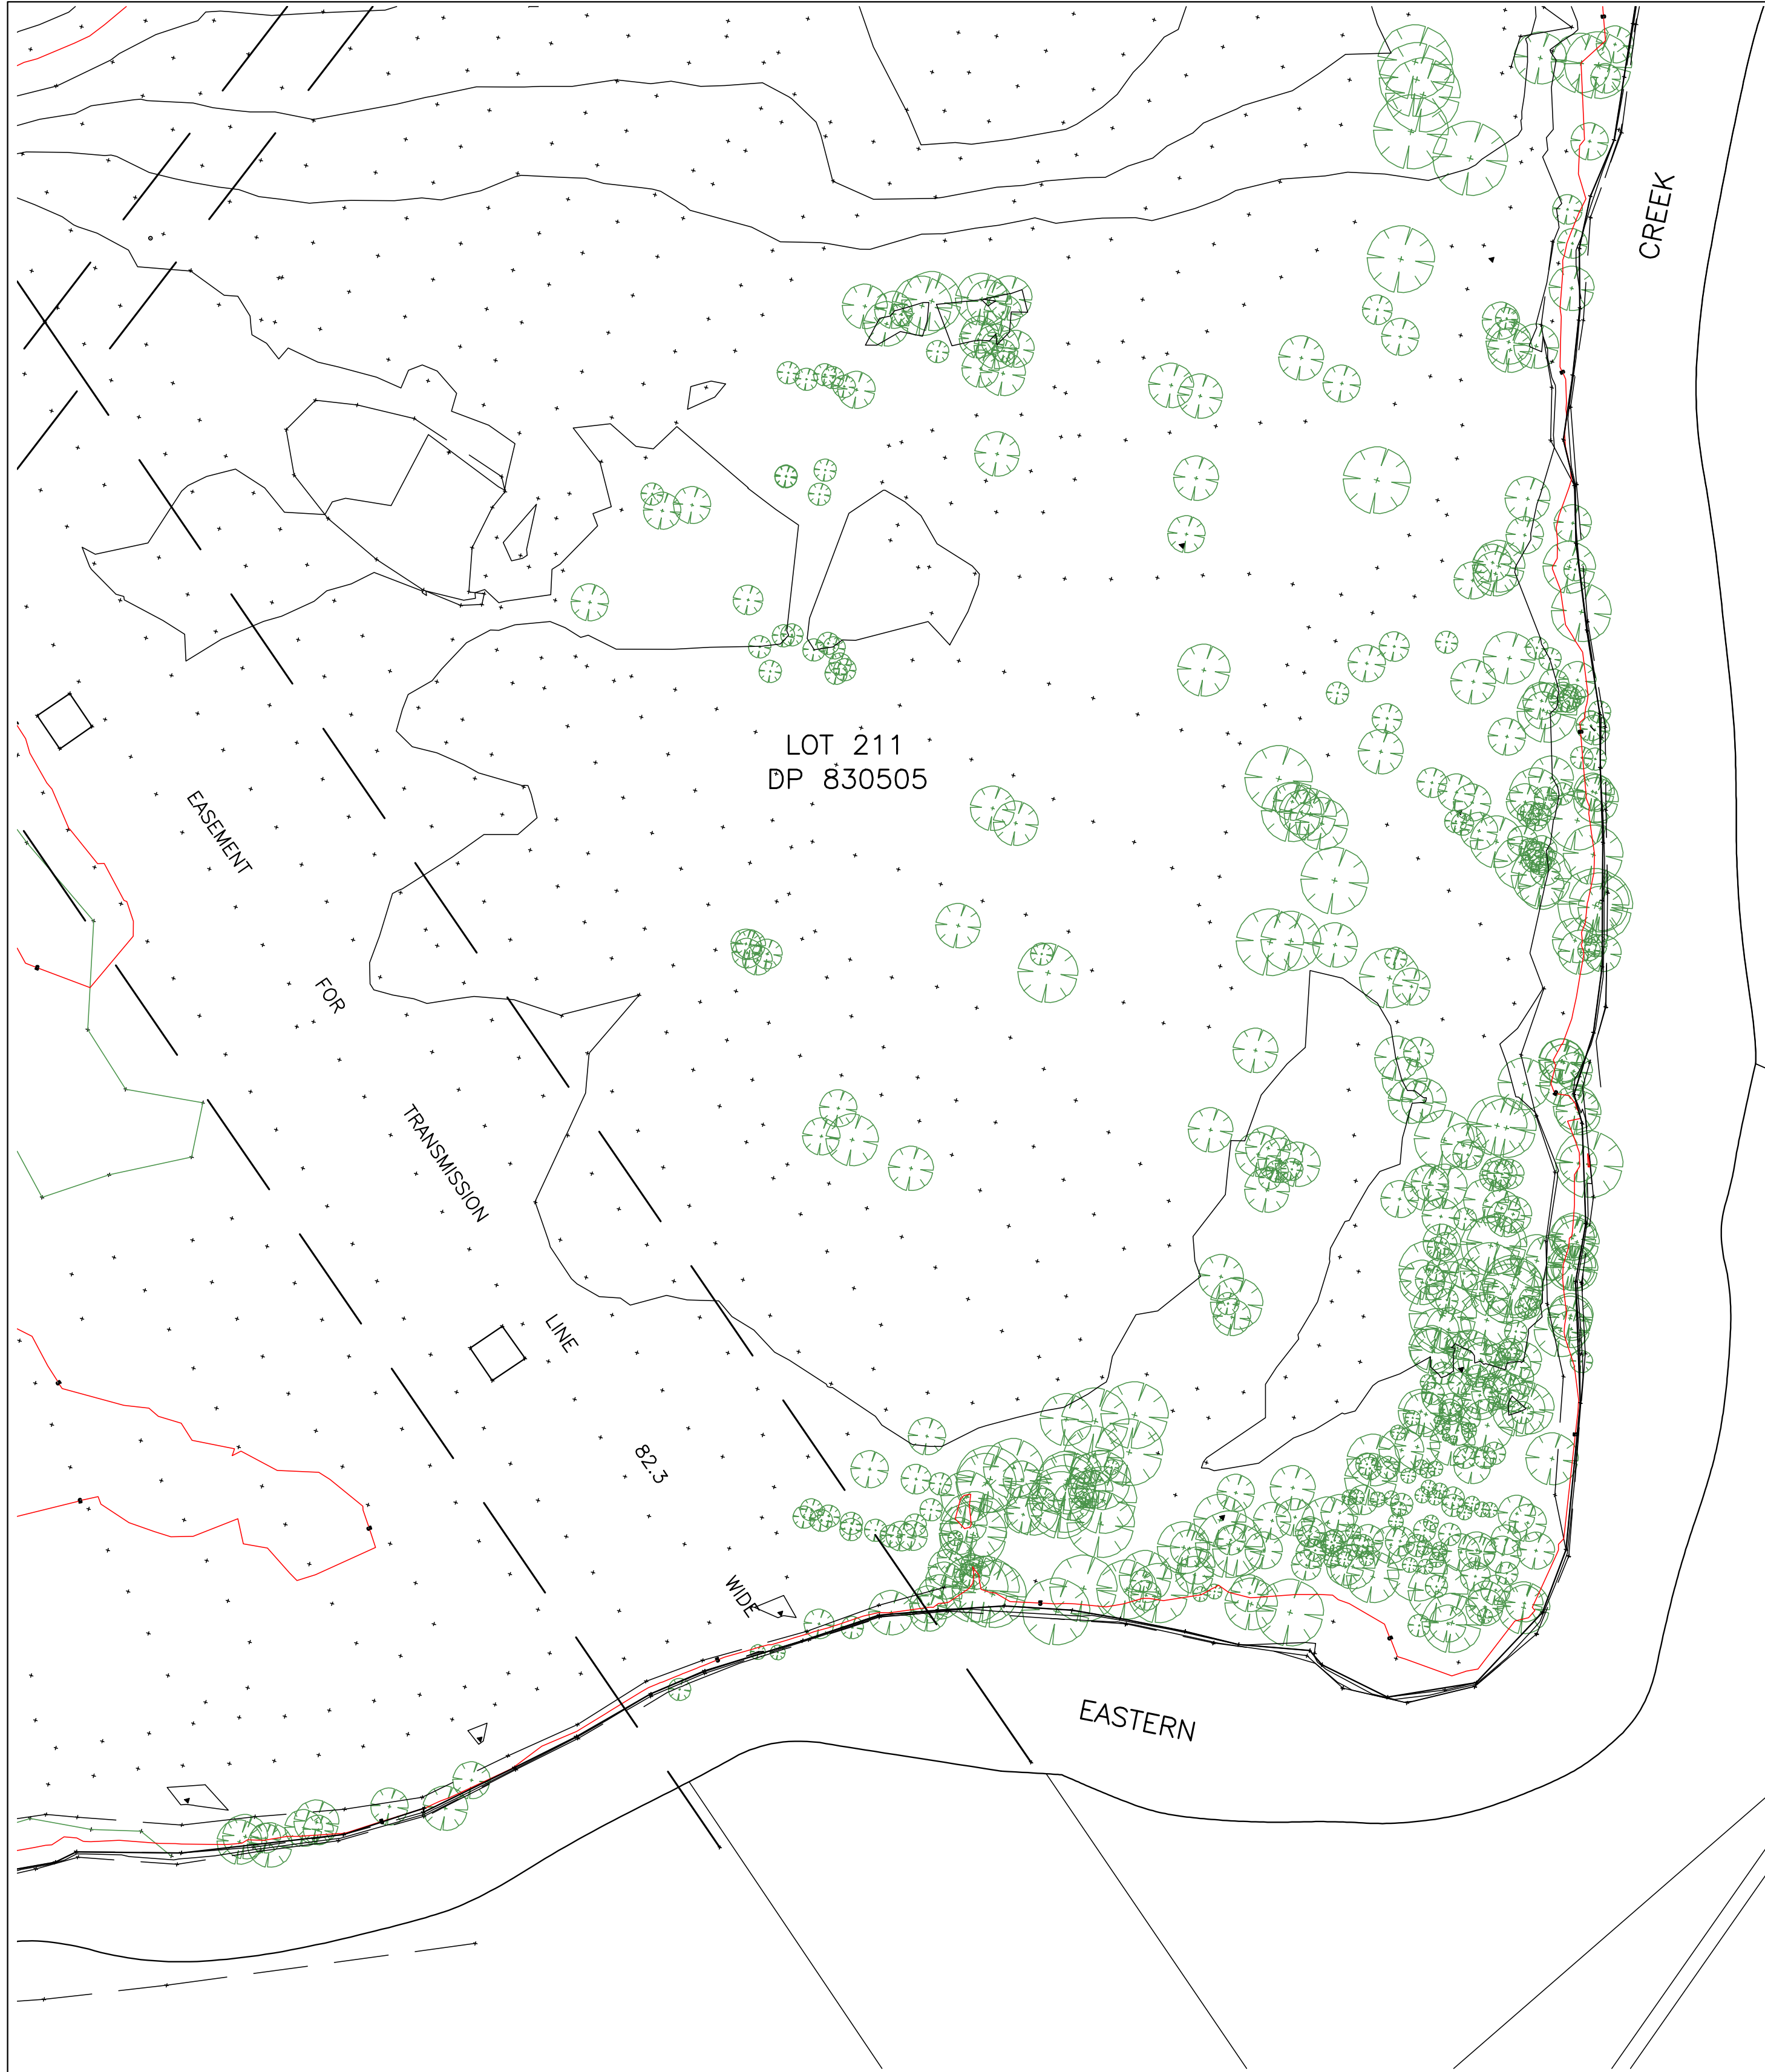 CREEK
LOT 211
DP 830505
EASEMENT
FOR
TRANSMISSION
LINE
82.3
WIDE
EASTERN